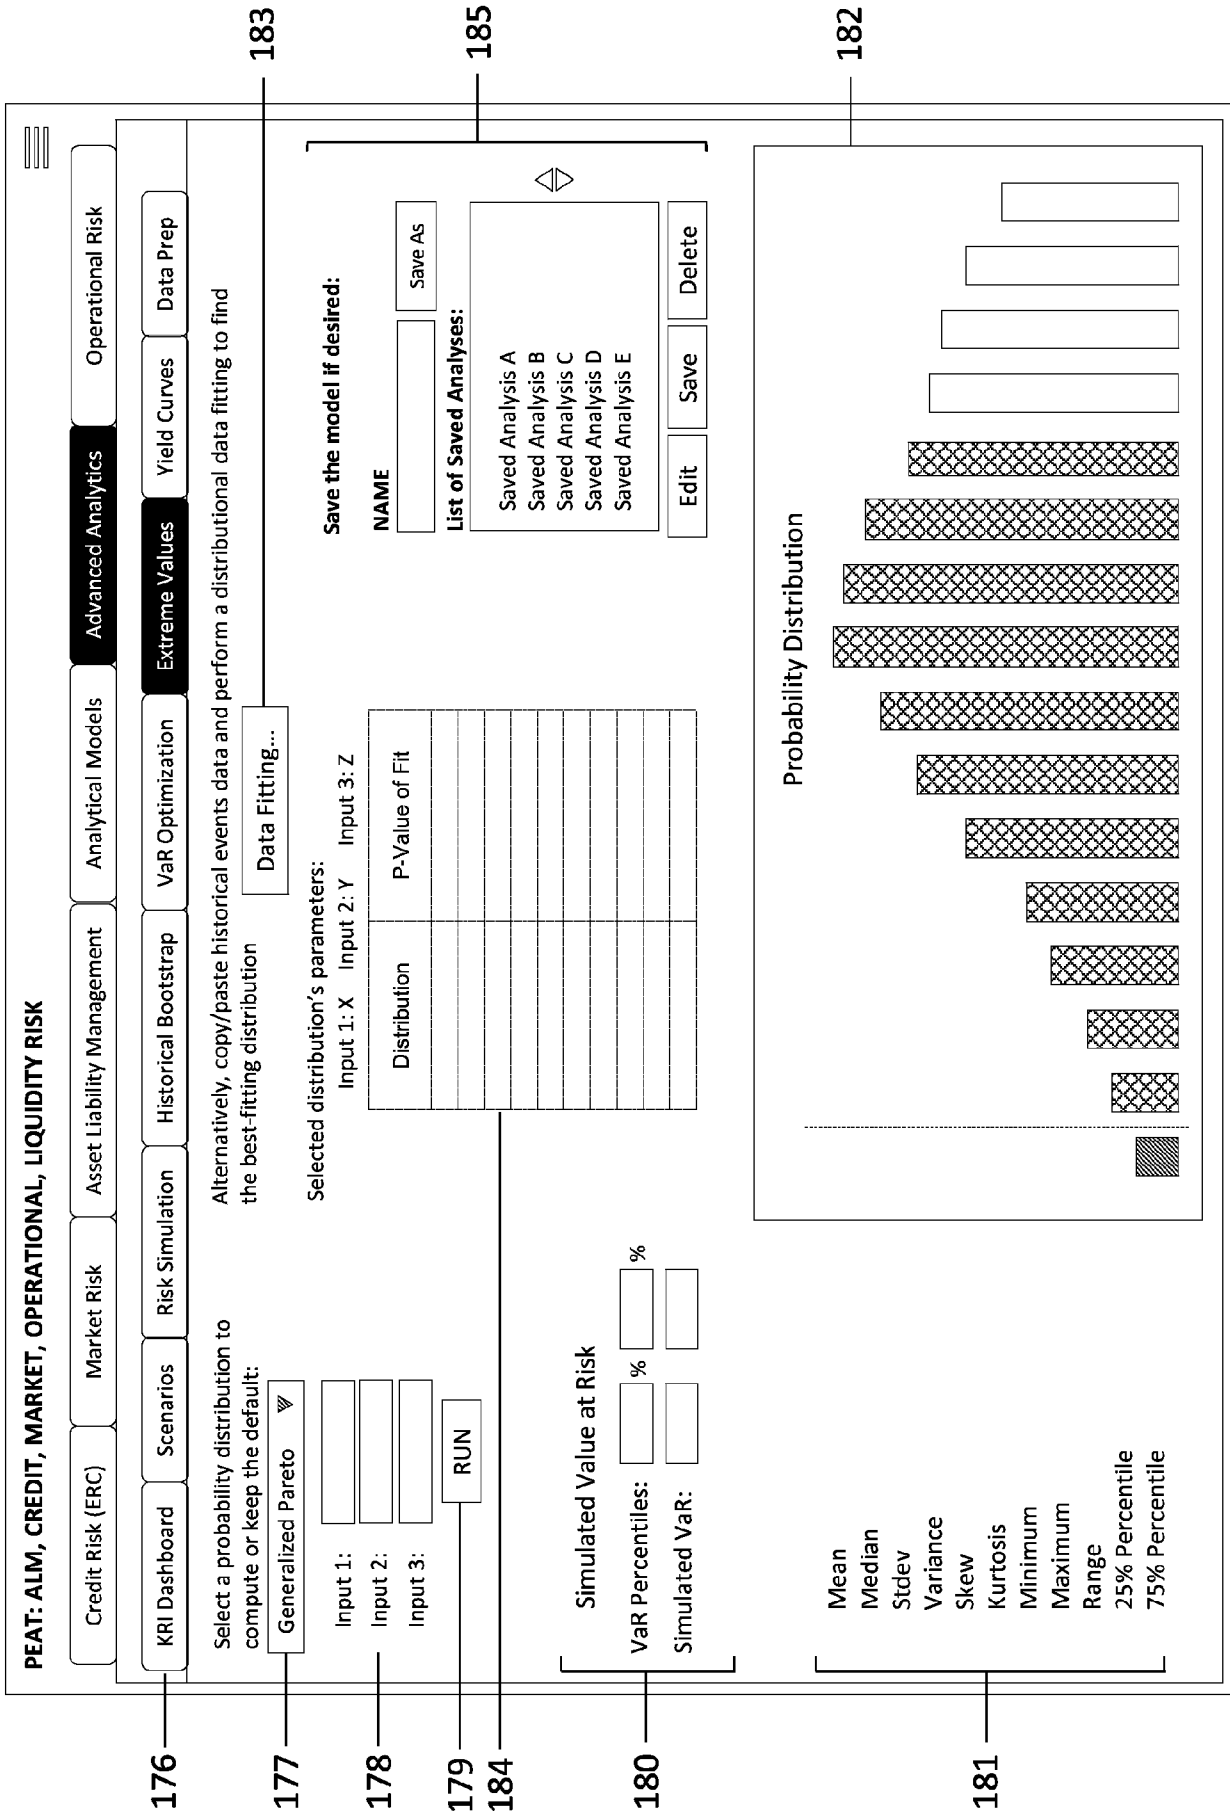 PEAT: ALM, CREDIT, MARKET, OPERATIONAL, LIQUIDITY RISK
Credit Risk (ERC) Market Risk Asset Liability Management Analytical Models Advanced Analytics Operational Risk
KRI Dashboard Scenarios Risk Simulation Historical Bootstrap VaR Optimization Extreme Values Yield Curves Data Prep
Select a probability distribution to
compute or keep the default:
Generalized Pareto
Input 1:
Input 2:
Input 3:
RUN
Alternatively, copy/paste historical events data and perform a distributional data fitting to find
the best-fitting distribution
Data Fitting...
Selected distribution's parameters:
Input 1: X Input 2: Y Input 3: Z
Distribution P-Value of Fit
Save the model if desired:
NAME
Save As
List of Saved Analyses:
Saved Analysis A
Saved Analysis B
Saved Analysis C
Saved Analysis D
Saved Analysis E
Edit Save Delete
Simulated Value at Risk
VaR Percentiles: % %
Simulated VaR:
Mean
Median
Stdev
Variance
Skew
Kurtosis
Minimum
Maximum
Range
25% Percentile
75% Percentile
Probability Distribution
176
177
178
179
184
180
181
183
185
182